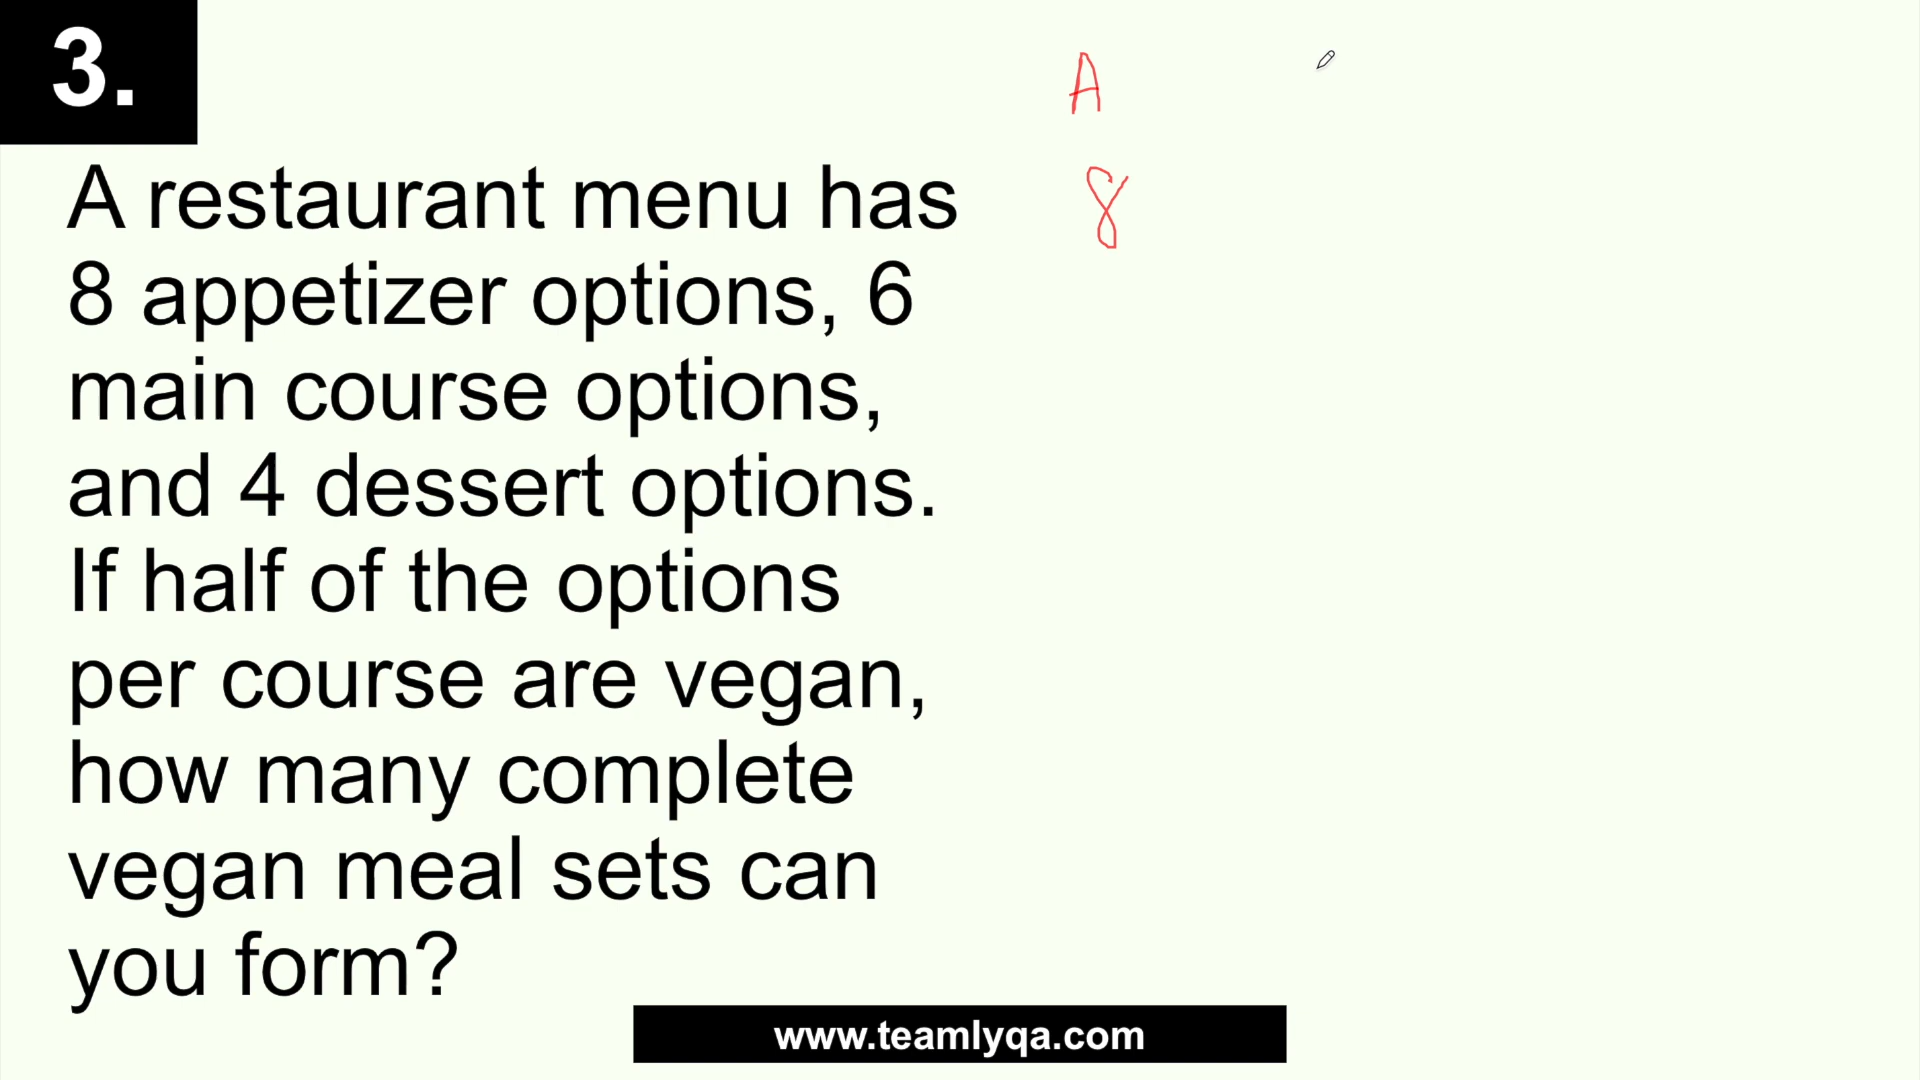 3.
A
8
A restaurant menu has
8 appetizer options, 6
main course options,
and 4 dessert options.
If half of the options
per course are vegan,
how many complete
vegan meal sets can
you form?
www.teamlyqa.com